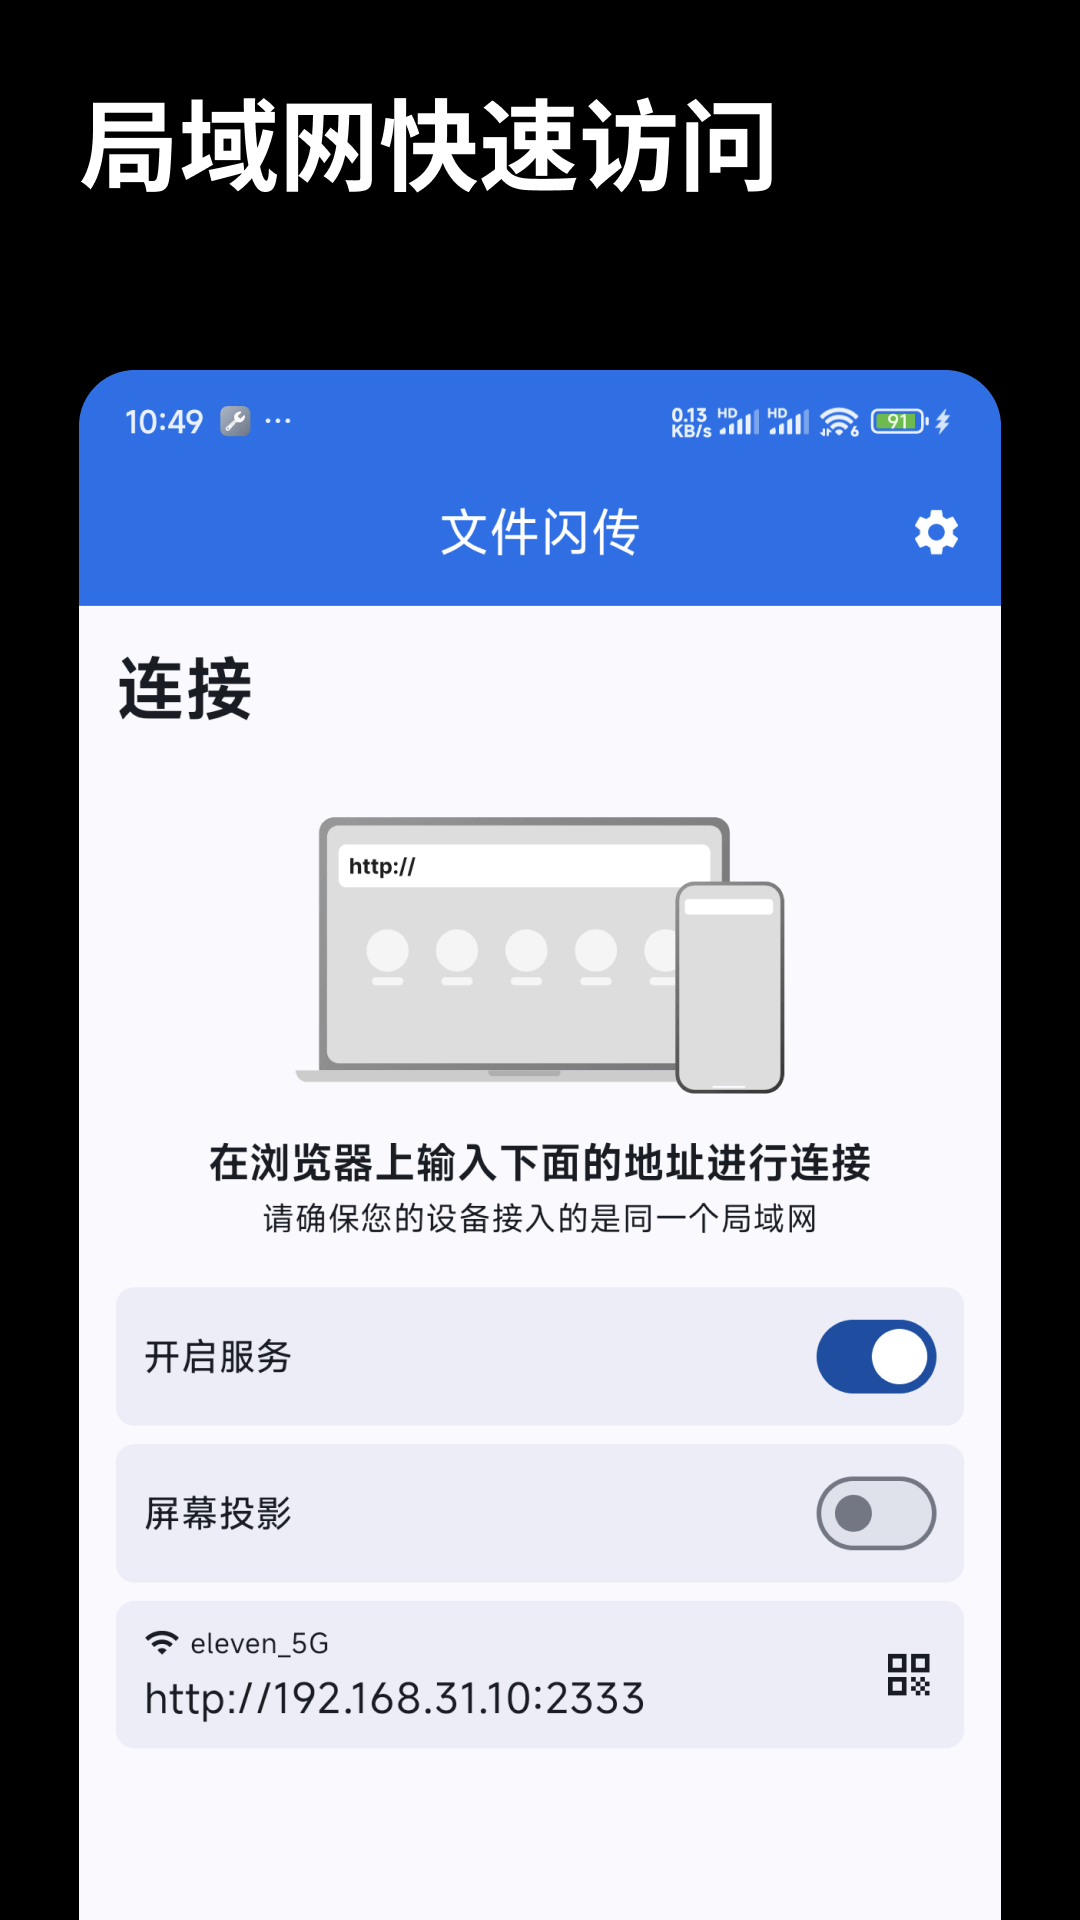 局域网快速访问
10:49 ··· 0.13 KB/s HD HD 6 91
文件闪传
连接
http://
在浏览器上输入下面的地址进行连接
请确保您的设备接入的是同一个局域网
开启服务
屏幕投影
eleven_5G
http://192.168.31.10:2333